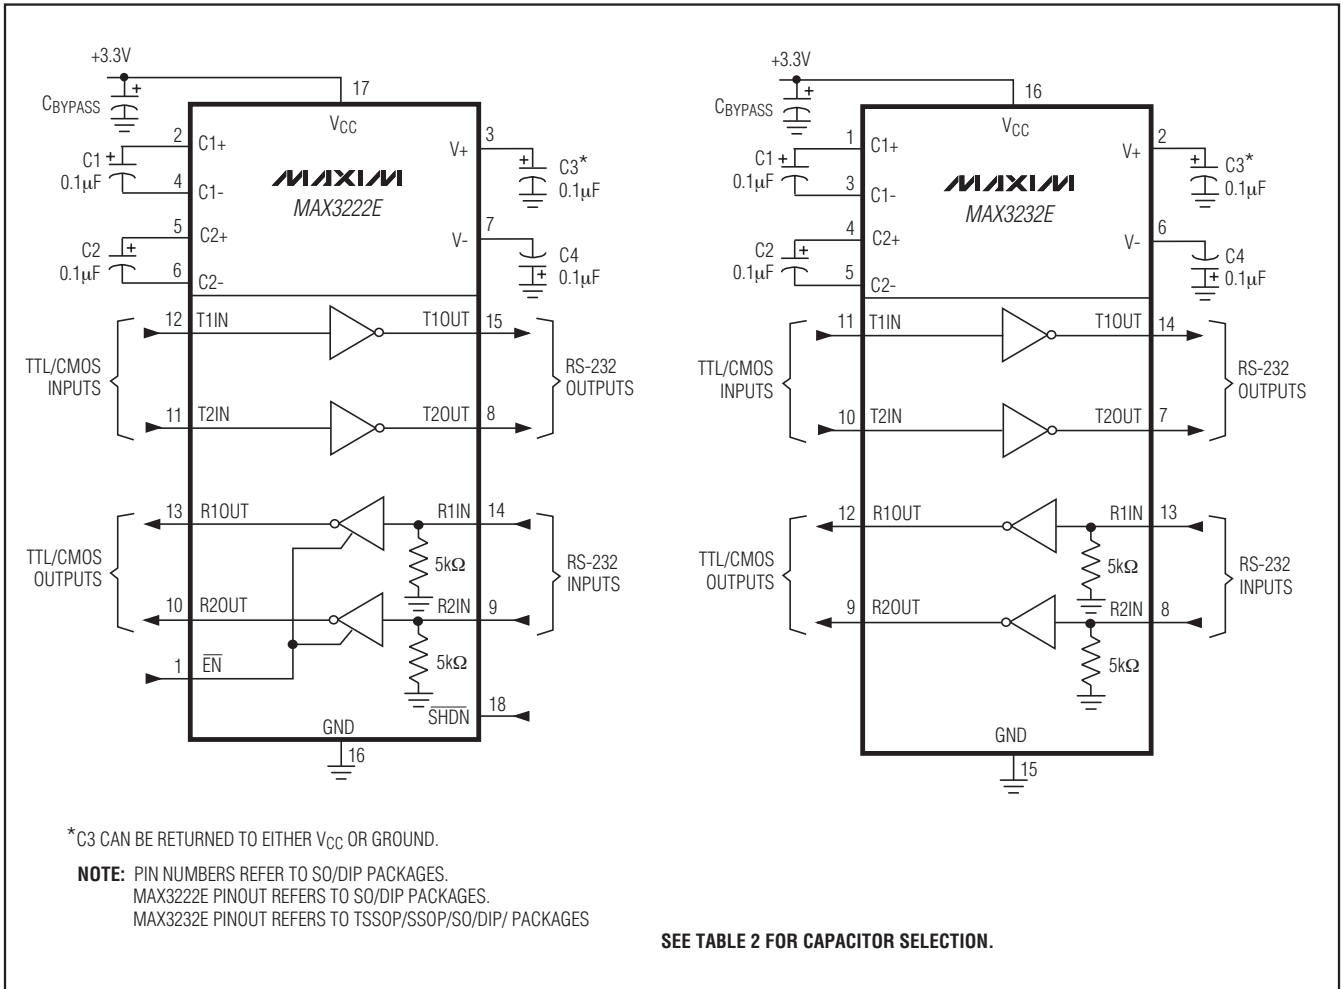 +3.3V
CBYPASS
17
VCC
2
C1+
C1
0.1µF
4
C1-
5
C2+
C2
0.1µF
6
C2-
MAXIM
MAX3222E
3
V+
C3*
0.1µF
7
V-
C4
0.1µF
12
T1IN
T1OUT
15
TTL/CMOS
INPUTS
RS-232
OUTPUTS
11
T2IN
T2OUT
8
13
R1OUT
R1IN
14
5kΩ
TTL/CMOS
OUTPUTS
RS-232
INPUTS
10
R2OUT
R2IN
9
5kΩ
1
EN
SHDN
18
GND
16
+3.3V
CBYPASS
16
VCC
1
C1+
C1
0.1µF
3
C1-
4
C2+
C2
0.1µF
5
C2-
MAXIM
MAX3232E
2
V+
C3*
0.1µF
6
V-
C4
0.1µF
11
T1IN
T1OUT
14
TTL/CMOS
INPUTS
RS-232
OUTPUTS
10
T2IN
T2OUT
7
12
R1OUT
R1IN
13
5kΩ
TTL/CMOS
OUTPUTS
RS-232
INPUTS
9
R2OUT
R2IN
8
5kΩ
GND
15
*C3 CAN BE RETURNED TO EITHER VCC OR GROUND.
NOTE: PIN NUMBERS REFER TO SO/DIP PACKAGES.
MAX3222E PINOUT REFERS TO SO/DIP PACKAGES.
MAX3232E PINOUT REFERS TO TSSOP/SSOP/SO/DIP/ PACKAGES
SEE TABLE 2 FOR CAPACITOR SELECTION.